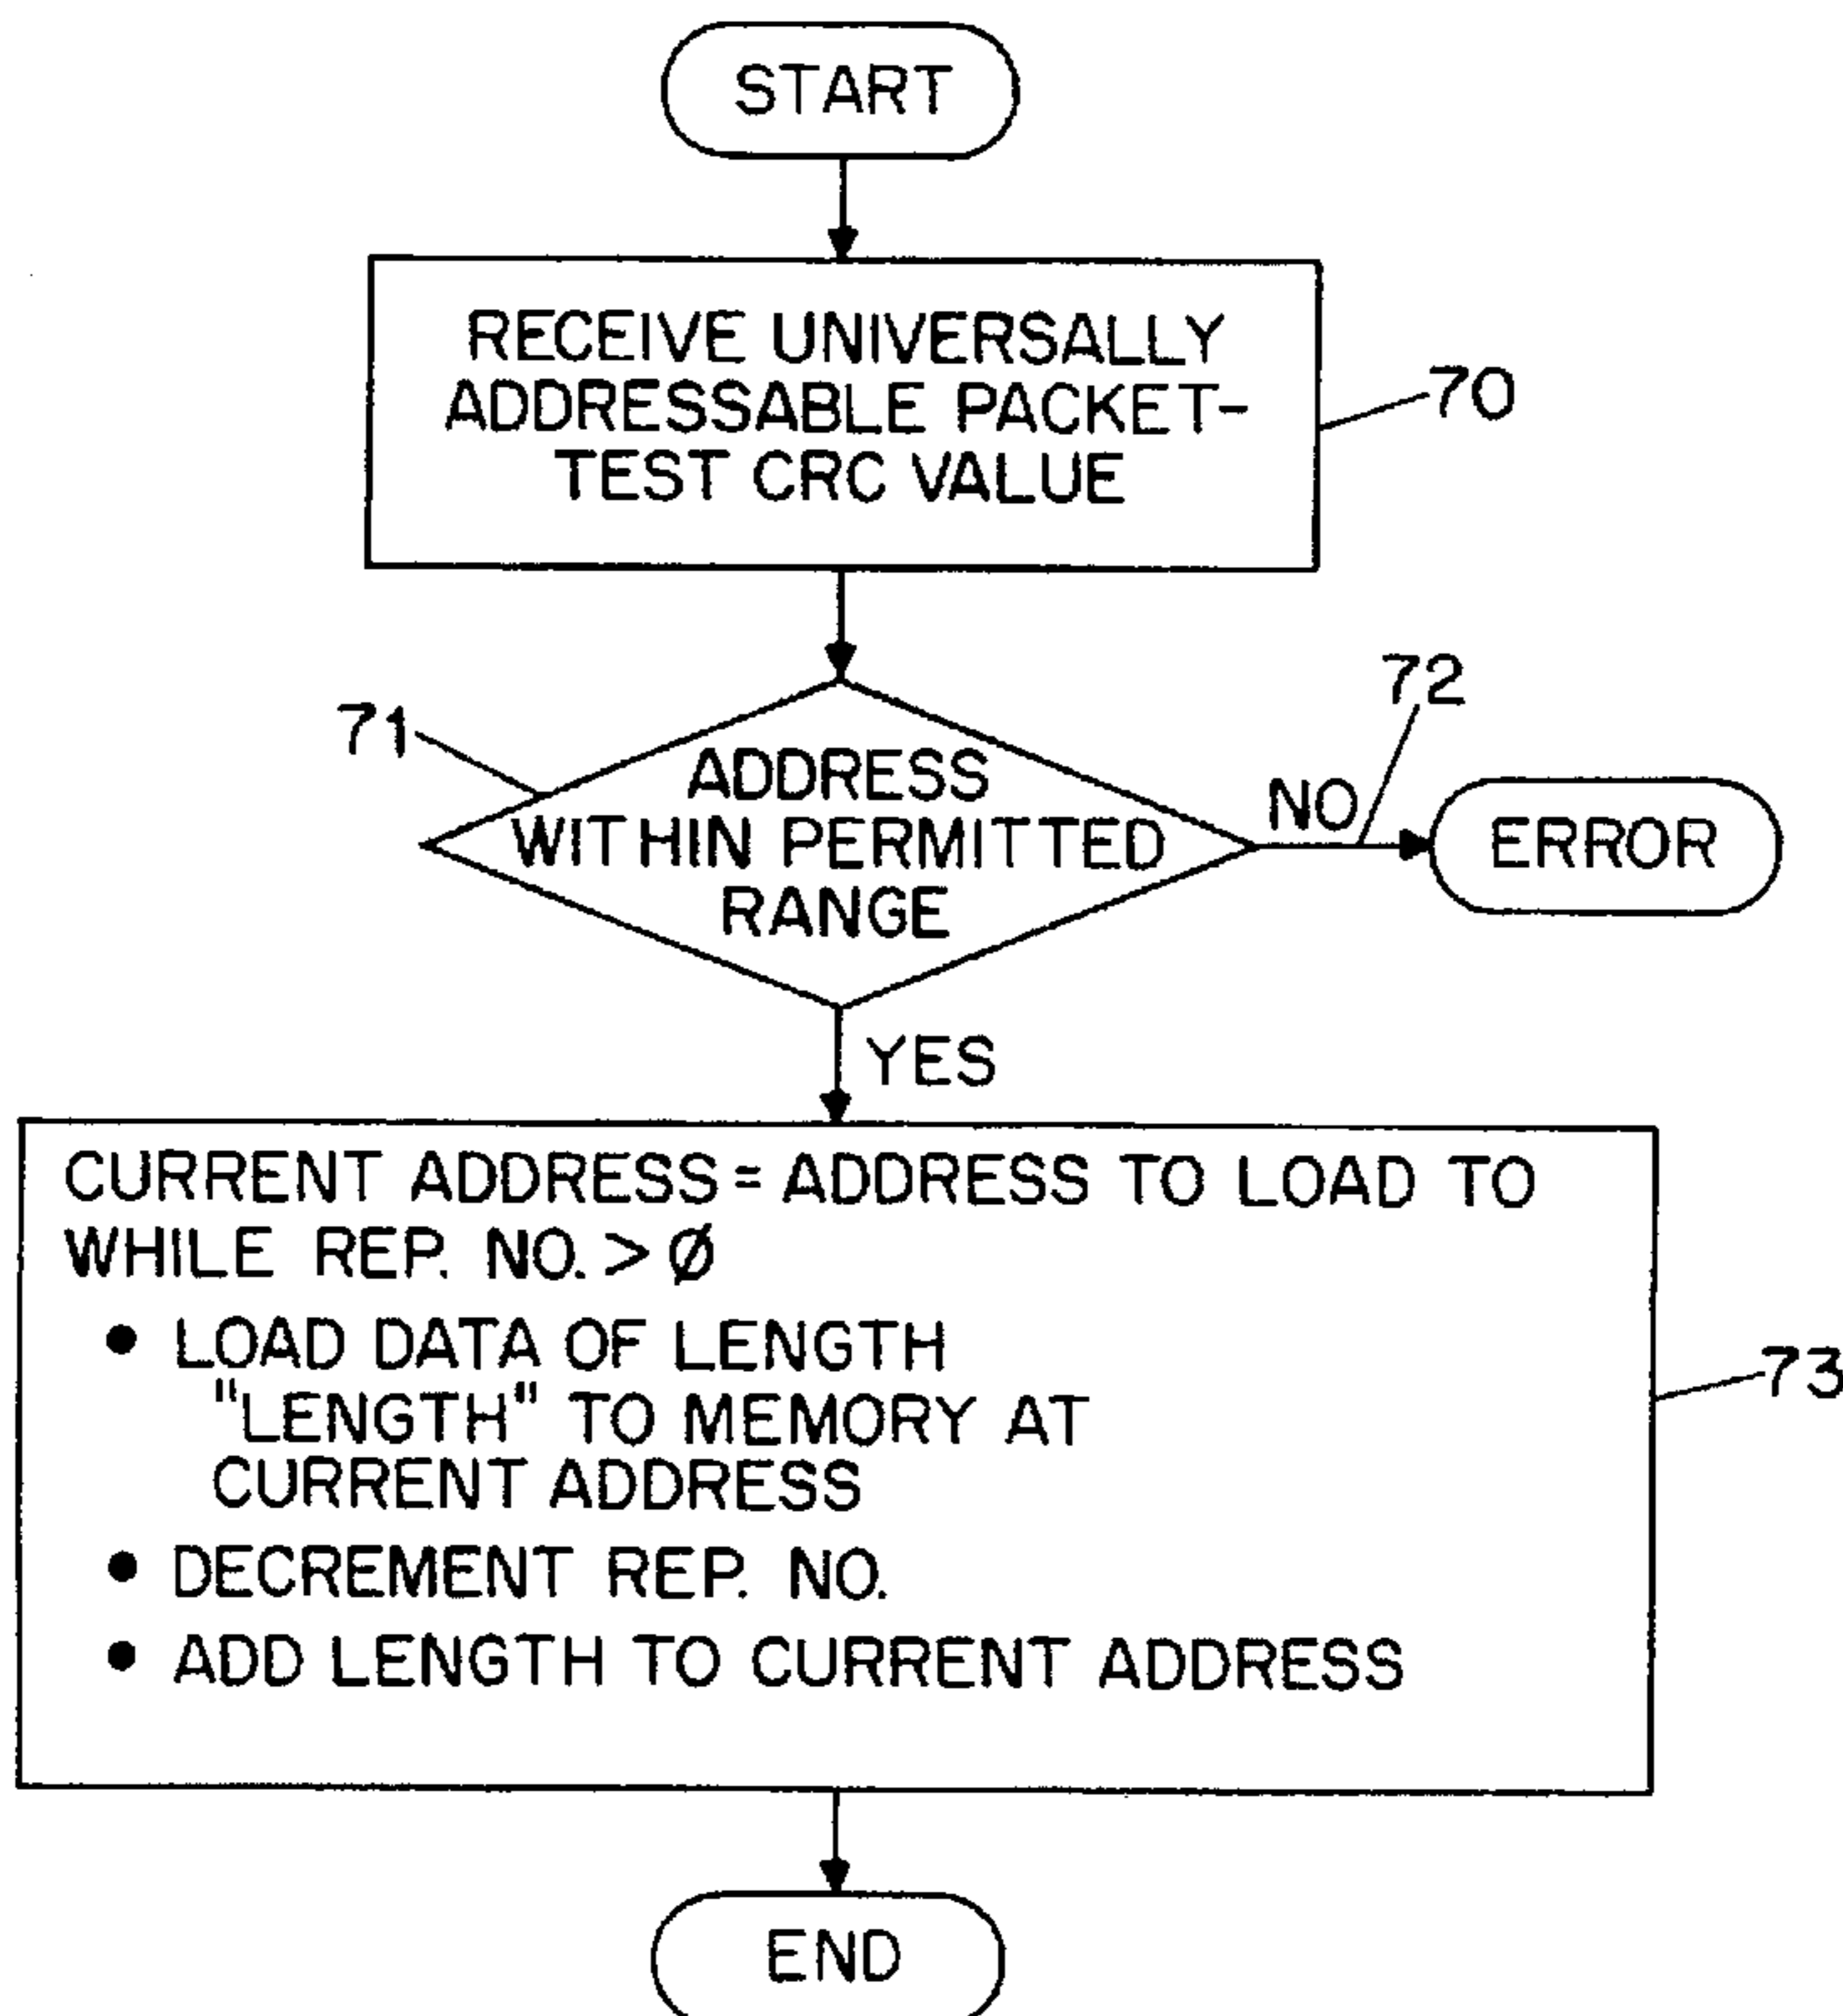 START
RECEIVE UNIVERSALLY
ADDRESSABLE PACKET-
TEST CRC VALUE
70
71
ADDRESS
WITHIN PERMITTED
RANGE
72
NO
ERROR
YES
CURRENT ADDRESS = ADDRESS TO LOAD TO
WHILE REP. NO. > Ø
• LOAD DATA OF LENGTH
"LENGTH" TO MEMORY AT
CURRENT ADDRESS
• DECREMENT REP. NO.
• ADD LENGTH TO CURRENT ADDRESS
73
END